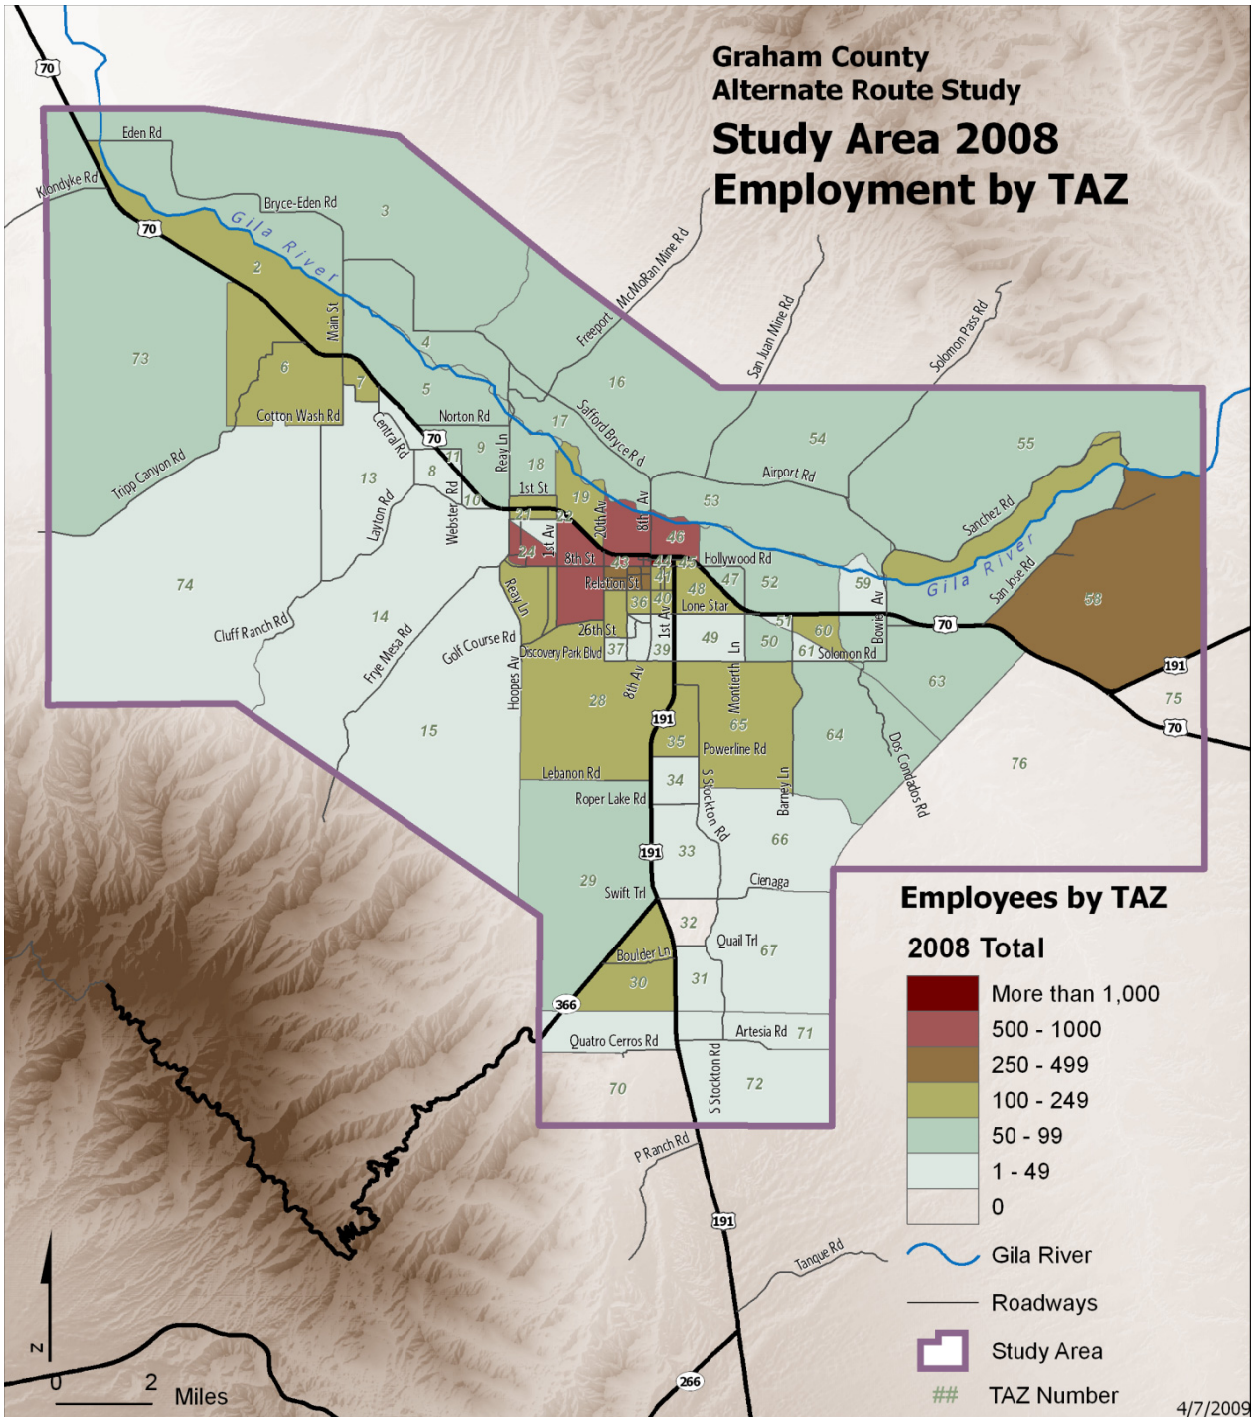 Graham County
Alternate Route Study
Study Area 2008
Employment by TAZ
70
Eden Rd
Klondyke Rd
Bryce-Eden Rd
3
70
Gila River
2
Freeport McMoRan Mine Rd
San Juan Mine Rd
Solomon Pass Rd
Main St
73
4
6
7
5
16
Cotton Wash Rd
Central Rd
Norton Rd
17
Safford Bryce Rd
54
55
70
Tripp Canyon Rd
13
11
8
9
Reay Ln
18
Airport Rd
Layton Rd
Webster Rd
10
1st St
19
20th Av
8th Av
53
Sanchez Rd
21
22
1st Av
24
8th St
43
46
44
45
Hollywood Rd
Gila River
San Jose Rd
74
Relation St
41
48
47
52
59
58
Reay Ln
36
40
Lone Star
14
Cluff Ranch Rd
Frye Mesa Rd
Golf Course Rd
26th St
1st Av
49
51
50
60
Bowie Av
70
Discovery Park Blvd
37
39
61
Solomon Rd
191
Hoopes Av
8th Av
Montierth Ln
63
75
28
15
191
65
35
64
70
Powerline Rd
Dos Condados Rd
76
Lebanon Rd
34
S Stockton Rd
Barney Ln
Roper Lake Rd
191
33
66
29
Swift Trl
Cienaga
32
Quail Trl
67
Boulder Ln
30
31
366
Artesia Rd
71
Quatro Cerros Rd
70
S Stockton Rd
72
P Ranch Rd
191
Tanque Rd
266
Employees by TAZ
2008 Total
More than 1,000
500 - 1000
250 - 499
100 - 249
50 - 99
1 - 49
0
Gila River
Roadways
Study Area
## TAZ Number
N
0 2 Miles
4/7/2009